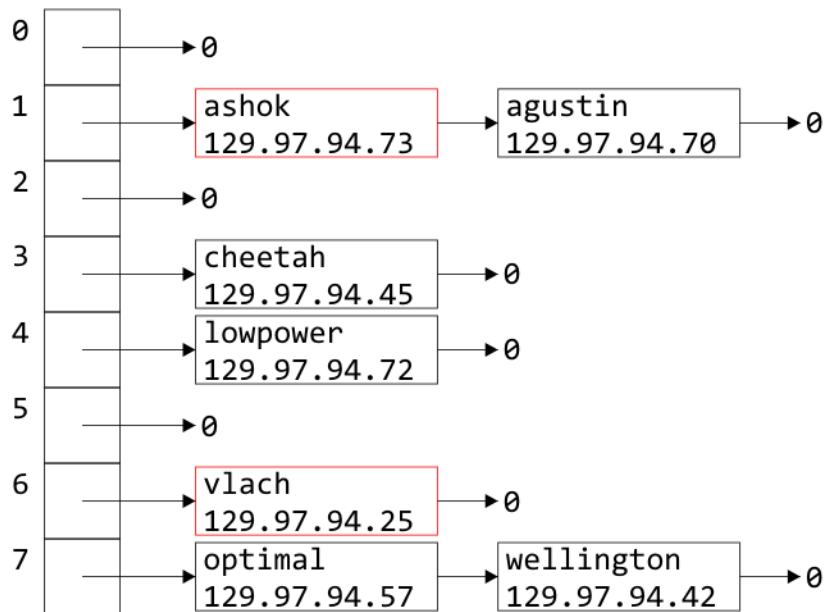 0 0
1 ashok agustin
129.97.94.73 129.97.94.70 0
2 0
3 cheetah
129.97.94.45 0
4 lowpower
129.97.94.72 0
5 0
6 vlach
129.97.94.25 0
7 optimal wellington
129.97.94.57 129.97.94.42 0